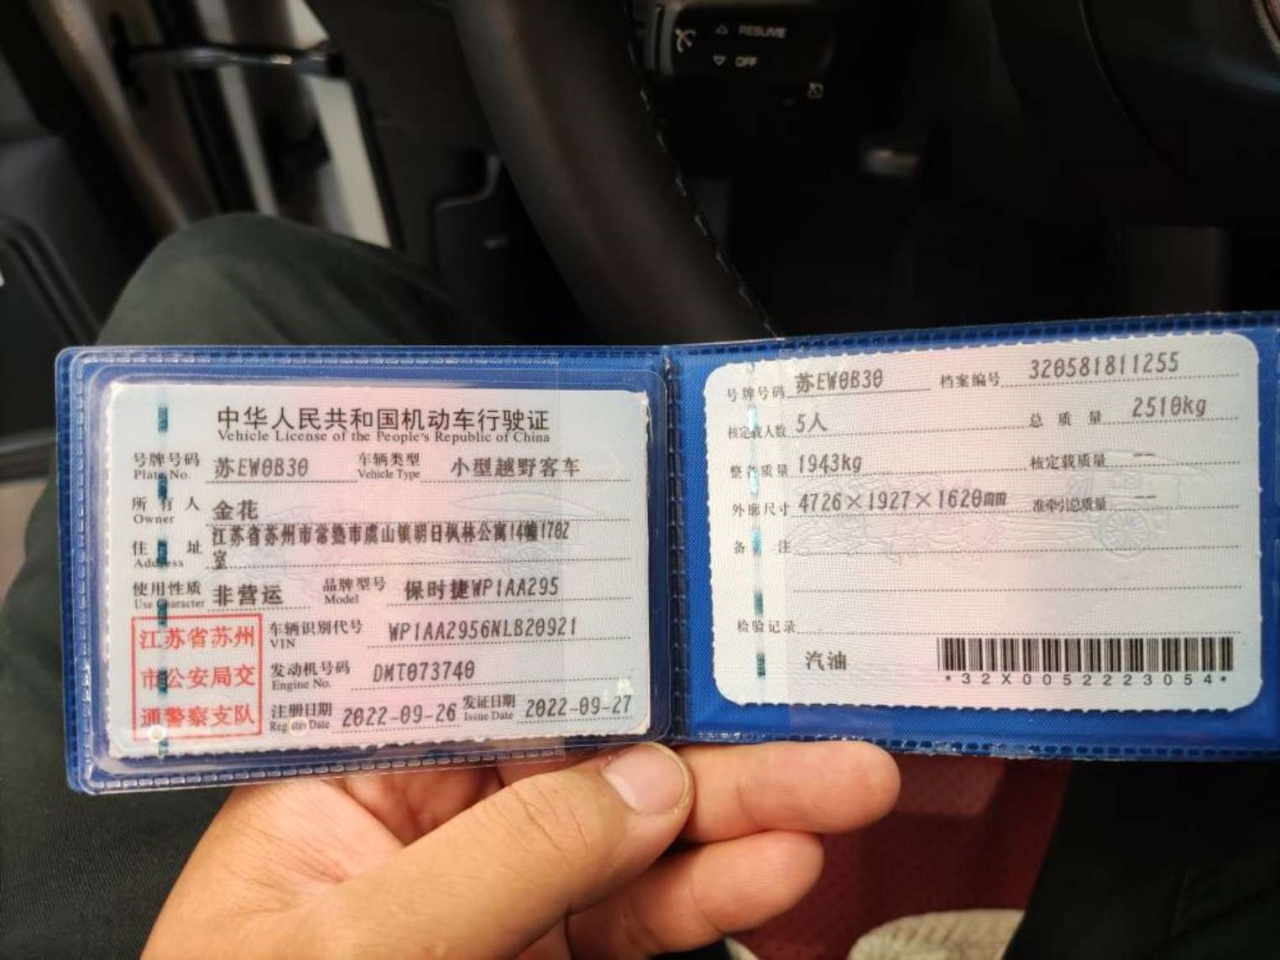 RESUME
OFF
中华人民共和国机动车行驶证
Vehicle License of the People's Republic of China
号牌号码 苏EW0B30 车辆类型 小型越野客车
Plate No. Vehicle Type
所有人 金花
Owner
住址 江苏省苏州市常熟市虞山镇明日枫林公寓14幢1702
Address 室
使用性质 非营运 品牌型号 保时捷WP1AA295
Use Character Model
江苏省苏州
市公安局交
通警察支队
车辆识别代号 WP1AA2956NLB20921
VIN
发动机号码 DMT073740
Engine No.
注册日期 2022-09-26 发证日期 2022-09-27
Register Date Issue Date
号牌号码 苏EW0B30 档案编号 320581811255
核定载人数 5人 总质量 2510kg
整备质量 1943kg 核定载质量 --
外廓尺寸 4726×1927×1620mm 准牵引总质量 --
备注
检验记录
汽油
*32X0052223054*